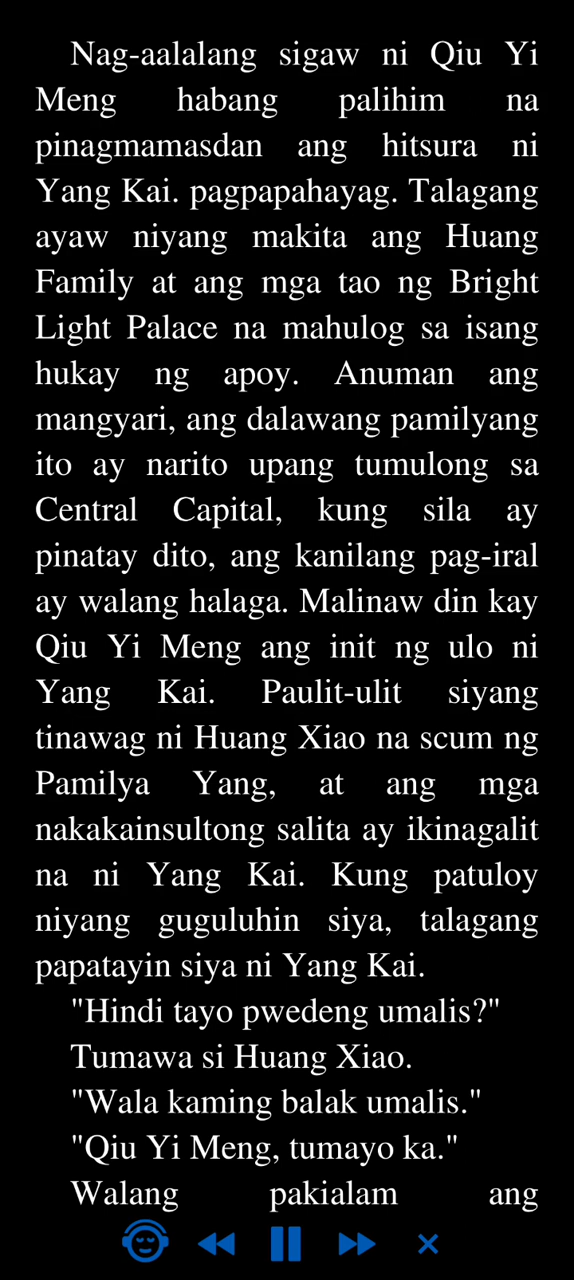 Nag-aalalang sigaw ni Qiu Yi
Meng habang palihim na
pinagmamasdan ang hitsura ni
Yang Kai. pagpapahayag. Talagang
ayaw niyang makita ang Huang
Family at ang mga tao ng Bright
Light Palace na mahulog sa isang
hukay ng apoy. Anuman ang
mangyari, ang dalawang pamilyang
ito ay narito upang tumulong sa
Central Capital, kung sila ay
pinatay dito, ang kanilang pag-iral
ay walang halaga. Malinaw din kay
Qiu Yi Meng ang init ng ulo ni
Yang Kai. Paulit-ulit siyang
tinawag ni Huang Xiao na scum ng
Pamilya Yang, at ang mga
nakakainsultong salita ay ikinagalit
na ni Yang Kai. Kung patuloy
niyang guguluhin siya, talagang
papatayin siya ni Yang Kai.
"Hindi tayo pwedeng umalis?"
Tumawa si Huang Xiao.
"Wala kaming balak umalis."
"Qiu Yi Meng, tumayo ka."
Walang pakialam ang